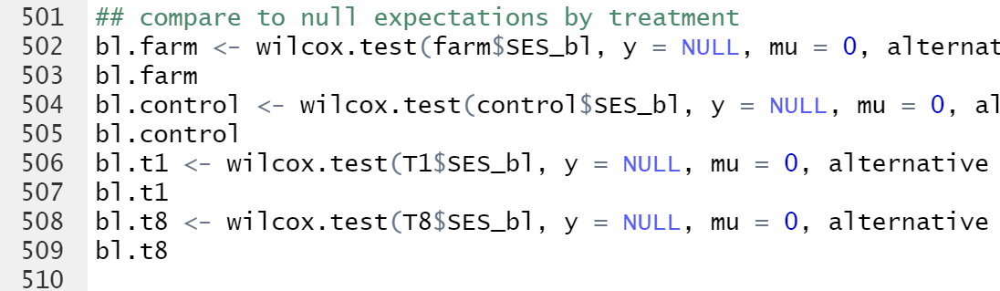 501 ## compare to null expectations by treatment
502 bl.farm <- wilcox.test(farm$SES_bl, y = NULL, mu = 0, alternat
503 bl.farm
504 bl.control <- wilcox.test(control$SES_bl, y = NULL, mu = 0, al
505 bl.control
506 bl.t1 <- wilcox.test(T1$SES_bl, y = NULL, mu = 0, alternative
507 bl.t1
508 bl.t8 <- wilcox.test(T8$SES_bl, y = NULL, mu = 0, alternative
509 bl.t8
510